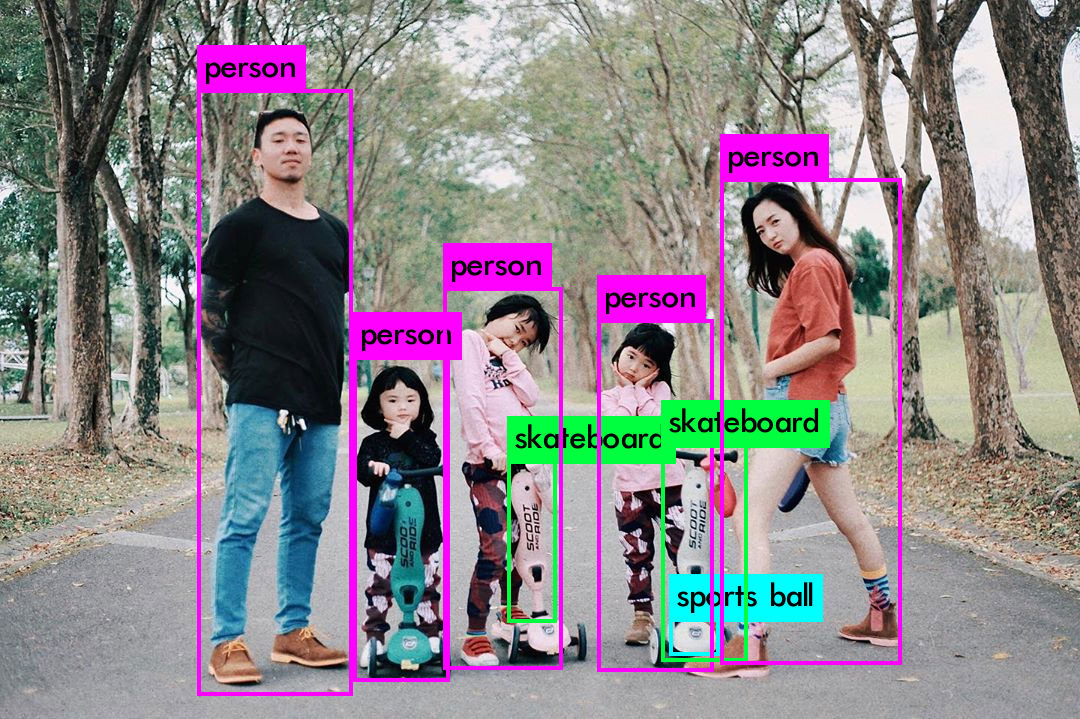 person
person
person
person
person
skateboard
skateboard
SCOOT
AND RIDE
SCOOT
AND RIDE
SCOOT
AND RIDE
sports ball